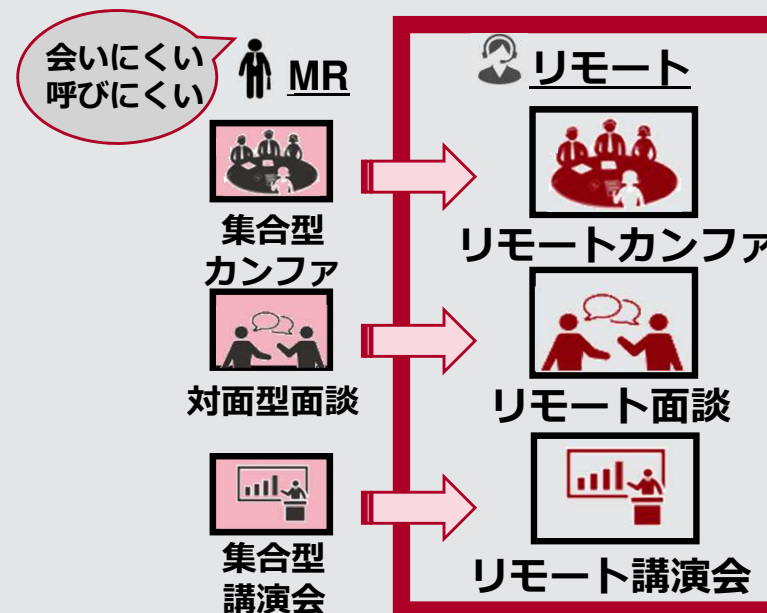 会いにくい
呼びにくい
MR
集合型
カンファ
対面型面談
集合型
講演会
リモート
リモートカンファ
リモート面談
リモート講演会